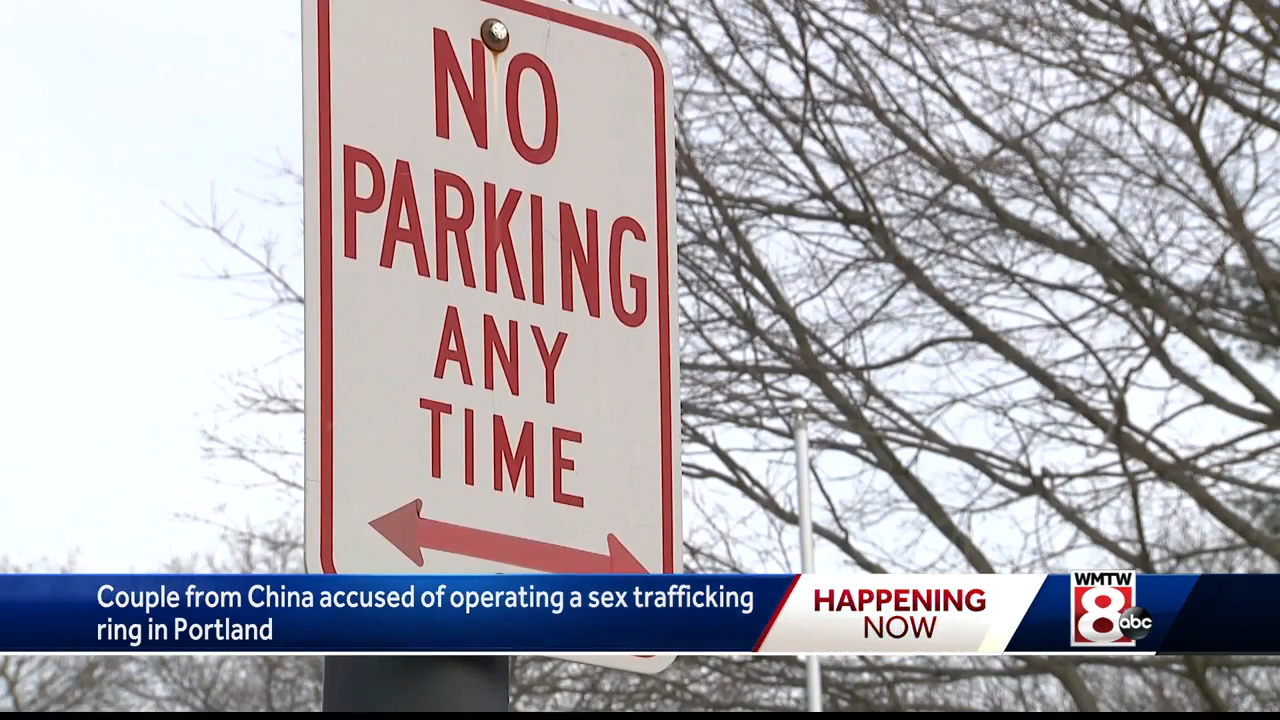 NO
PARKING
ANY
TIME
Couple from China accused of operating a sex trafficking
ring in Portland
HAPPENING
NOW
WMTW
8
abc